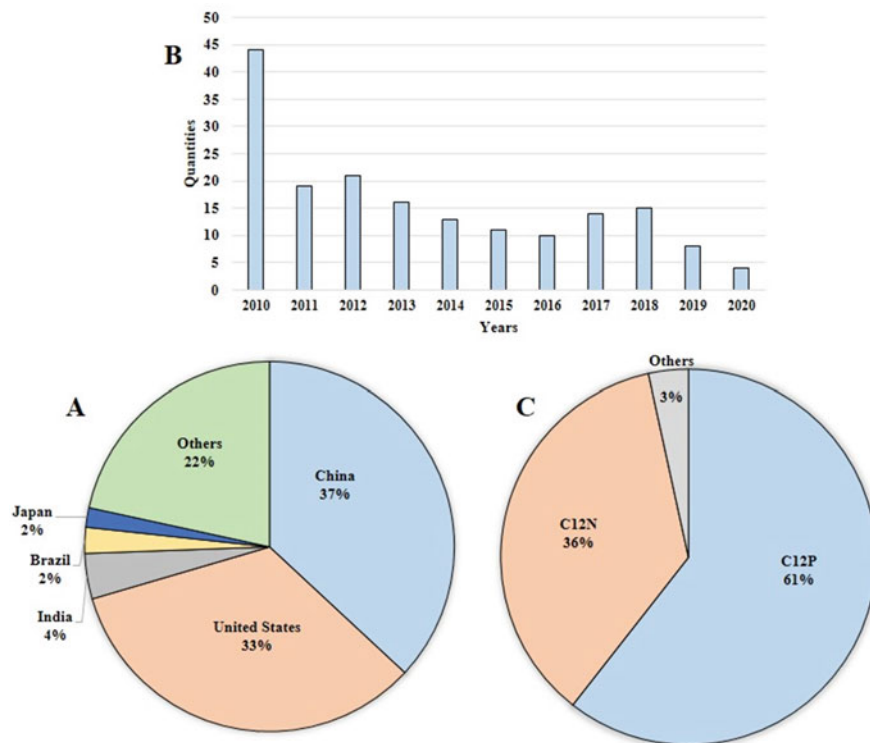 B
Quantities
50
45
40
35
30
25
20
15
10
5
0
2010 2011 2012 2013 2014 2015 2016 2017 2018 2019 2020
Years
A
Others
22%
China
37%
Japan
2%
Brazil
2%
India
4%
United States
33%
C
Others
3%
C12N
36%
C12P
61%